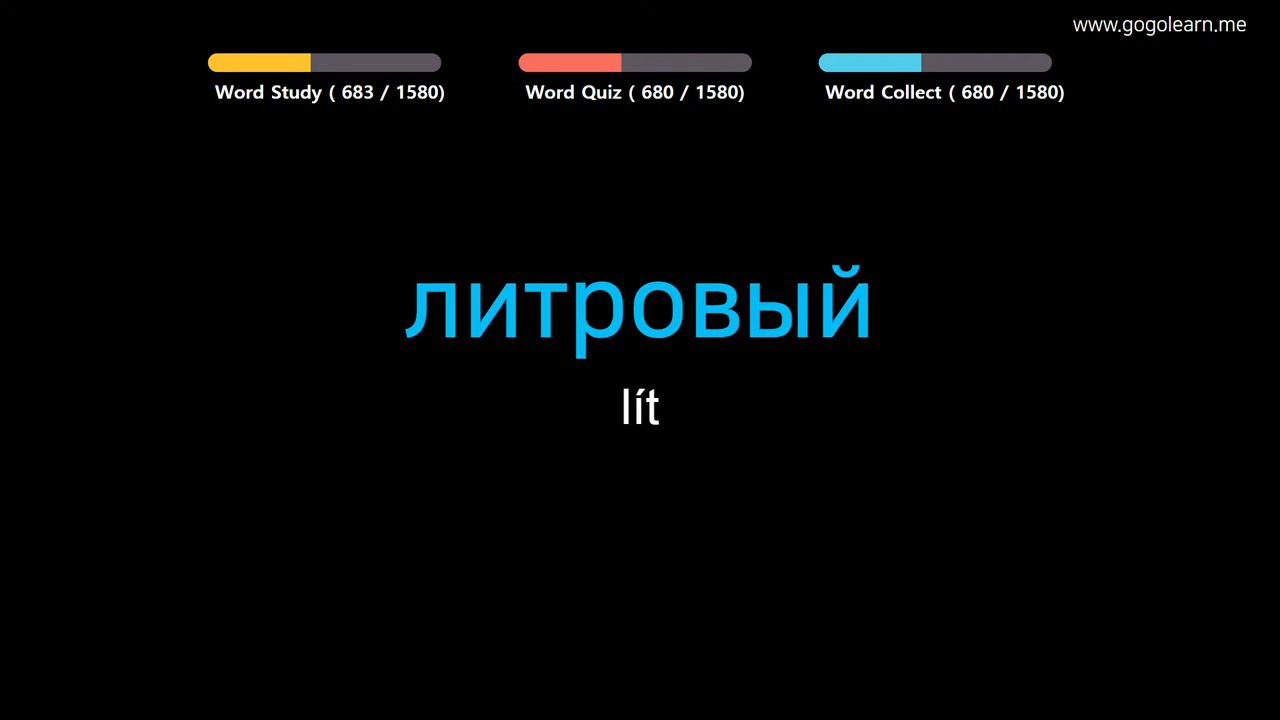 www.gogolearn.me
Word Study ( 683 / 1580)
Word Quiz ( 680 / 1580)
Word Collect ( 680 / 1580)
литровый
lít